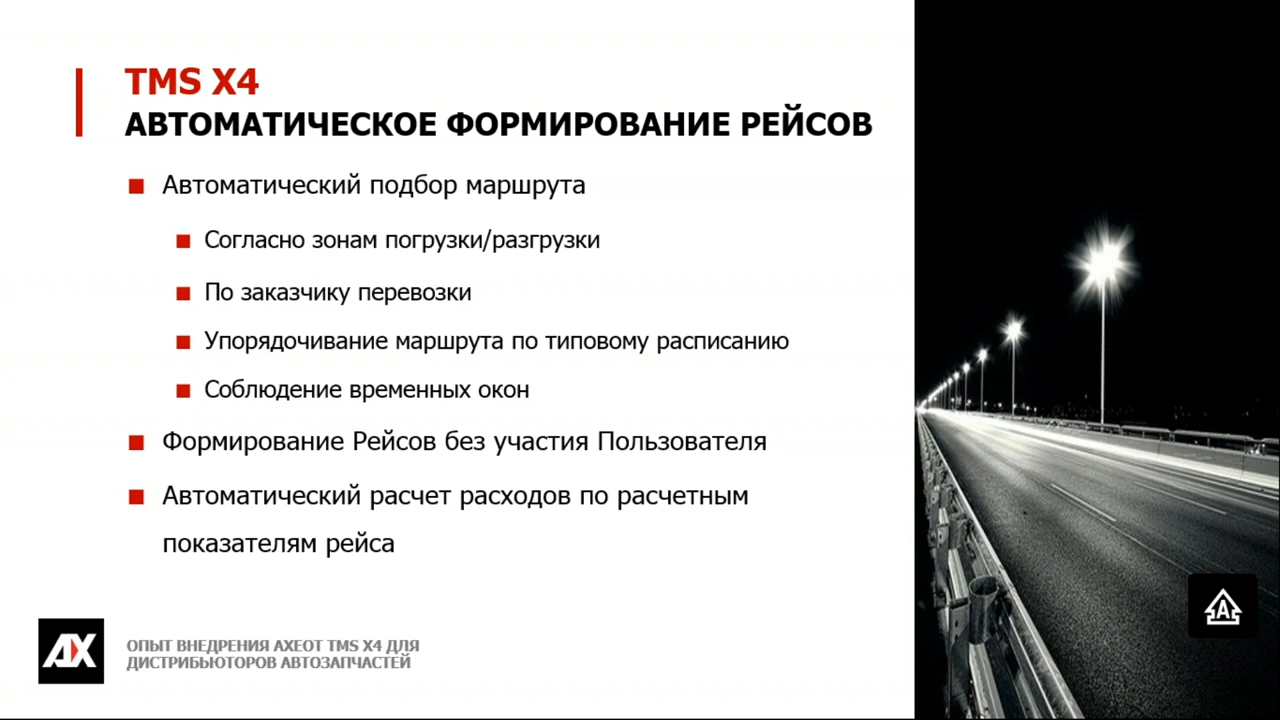 TMS X4
АВТОМАТИЧЕСКОЕ ФОРМИРОВАНИЕ РЕЙСОВ
Автоматический подбор маршрута
Согласно зонам погрузки/разгрузки
По заказчику перевозки
Упорядочивание маршрута по типовому расписанию
Соблюдение временных окон
Формирование Рейсов без участия Пользователя
Автоматический расчет расходов по расчетным
показателям рейса
AX
ОПЫТ ВНЕДРЕНИЯ AXELOT TMS X4 ДЛЯ
ДИСТРИБЬЮТОРОВ АВТОЗАПЧАСТЕЙ
A